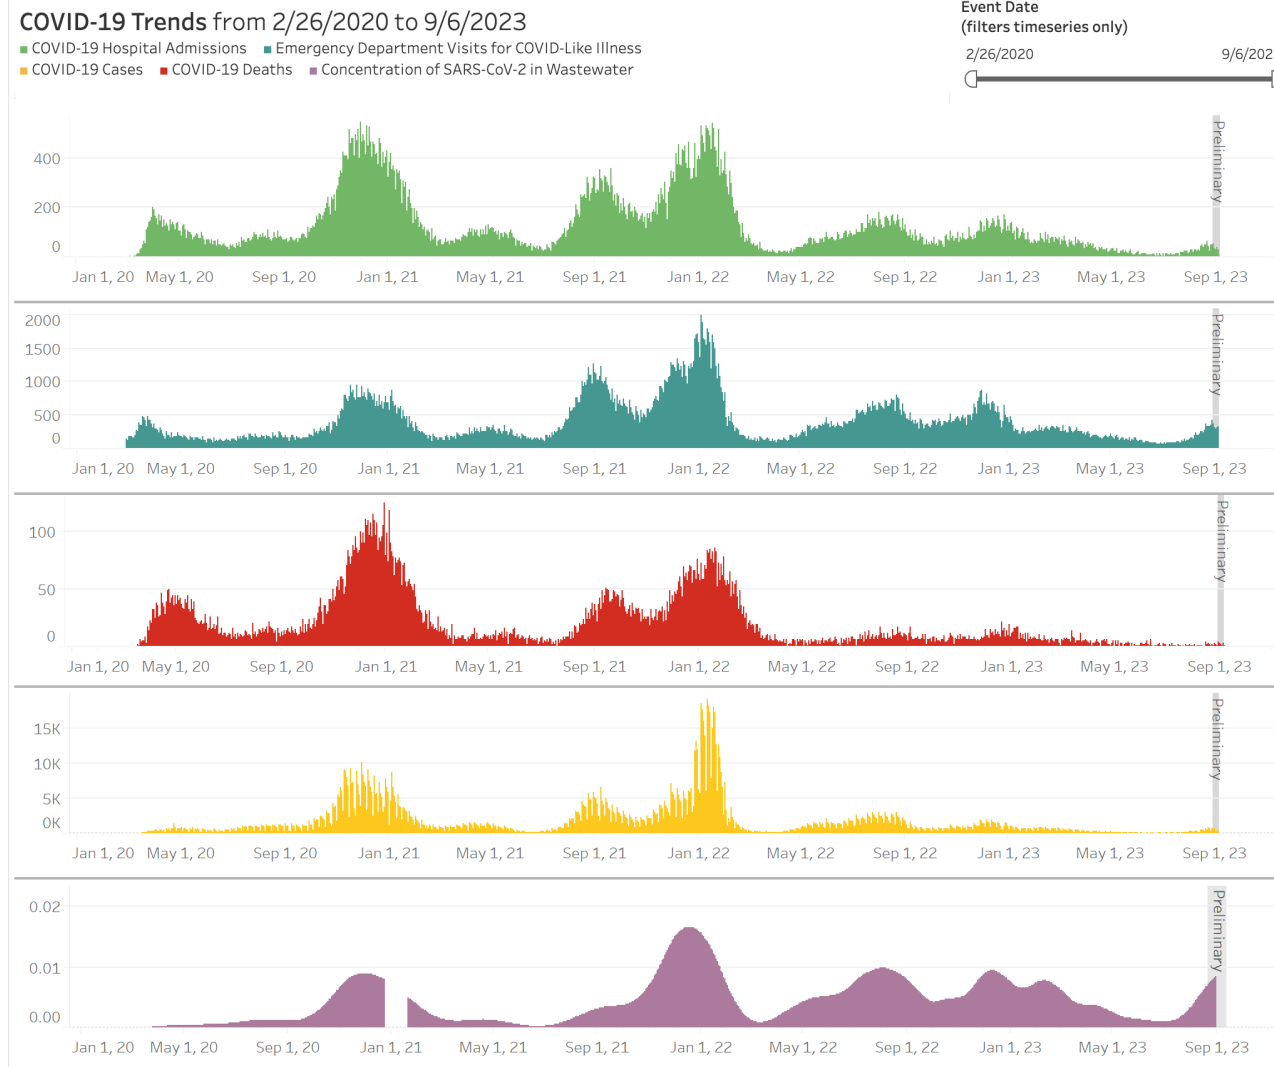 COVID-19 Trends from 2/26/2020 to 9/6/2023
Event Date
(filters timeseries only)
COVID-19 Hospital Admissions Emergency Department Visits for COVID-Like Illness
COVID-19 Cases COVID-19 Deaths Concentration of SARS-CoV-2 in Wastewater
2/26/2020 9/6/202
400
200
0
Preliminary
Jan 1, 20 May 1, 20 Sep 1, 20 Jan 1, 21 May 1, 21 Sep 1, 21 Jan 1, 22 May 1, 22 Sep 1, 22 Jan 1, 23 May 1, 23 Sep 1, 23
2000
1500
1000
500
0
Preliminary
Jan 1, 20 May 1, 20 Sep 1, 20 Jan 1, 21 May 1, 21 Sep 1, 21 Jan 1, 22 May 1, 22 Sep 1, 22 Jan 1, 23 May 1, 23 Sep 1, 23
100
50
0
Preliminary
Jan 1, 20 May 1, 20 Sep 1, 20 Jan 1, 21 May 1, 21 Sep 1, 21 Jan 1, 22 May 1, 22 Sep 1, 22 Jan 1, 23 May 1, 23 Sep 1, 23
15K
10K
5K
0K
Preliminary
Jan 1, 20 May 1, 20 Sep 1, 20 Jan 1, 21 May 1, 21 Sep 1, 21 Jan 1, 22 May 1, 22 Sep 1, 22 Jan 1, 23 May 1, 23 Sep 1, 23
0.02
0.01
0.00
Preliminary
Jan 1, 20 May 1, 20 Sep 1, 20 Jan 1, 21 May 1, 21 Sep 1, 21 Jan 1, 22 May 1, 22 Sep 1, 22 Jan 1, 23 May 1, 23 Sep 1, 23